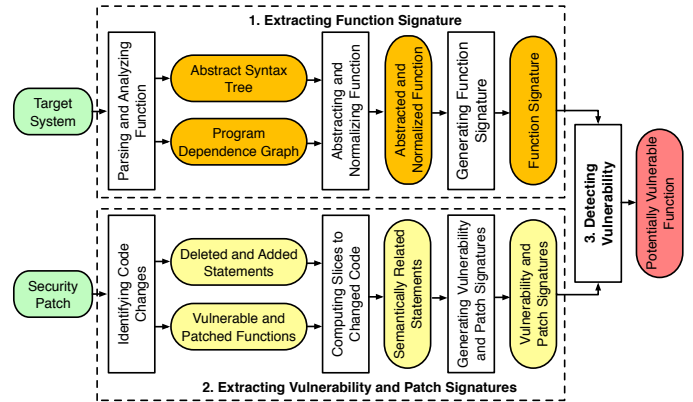 1. Extracting Function Signature
Target
System
Parsing and Analyzing
Function
Abstract Syntax
Tree
Program
Dependence Graph
Abstracting and
Normalizing Function
Abstracted and
Normalized Function
Generating Function
Signature
Function Signature
3. Detecting
Vulnerability
Potentially Vulnerable
Function
Security
Patch
Identifying Code
Changes
Deleted and Added
Statements
Vulnerable and
Patched Functions
Computing Slices to
Changed Code
Semantically Related
Statements
Generating Vulnerability
and Patch Signatures
Vulnerability and
Patch Signatures
2. Extracting Vulnerability and Patch Signatures